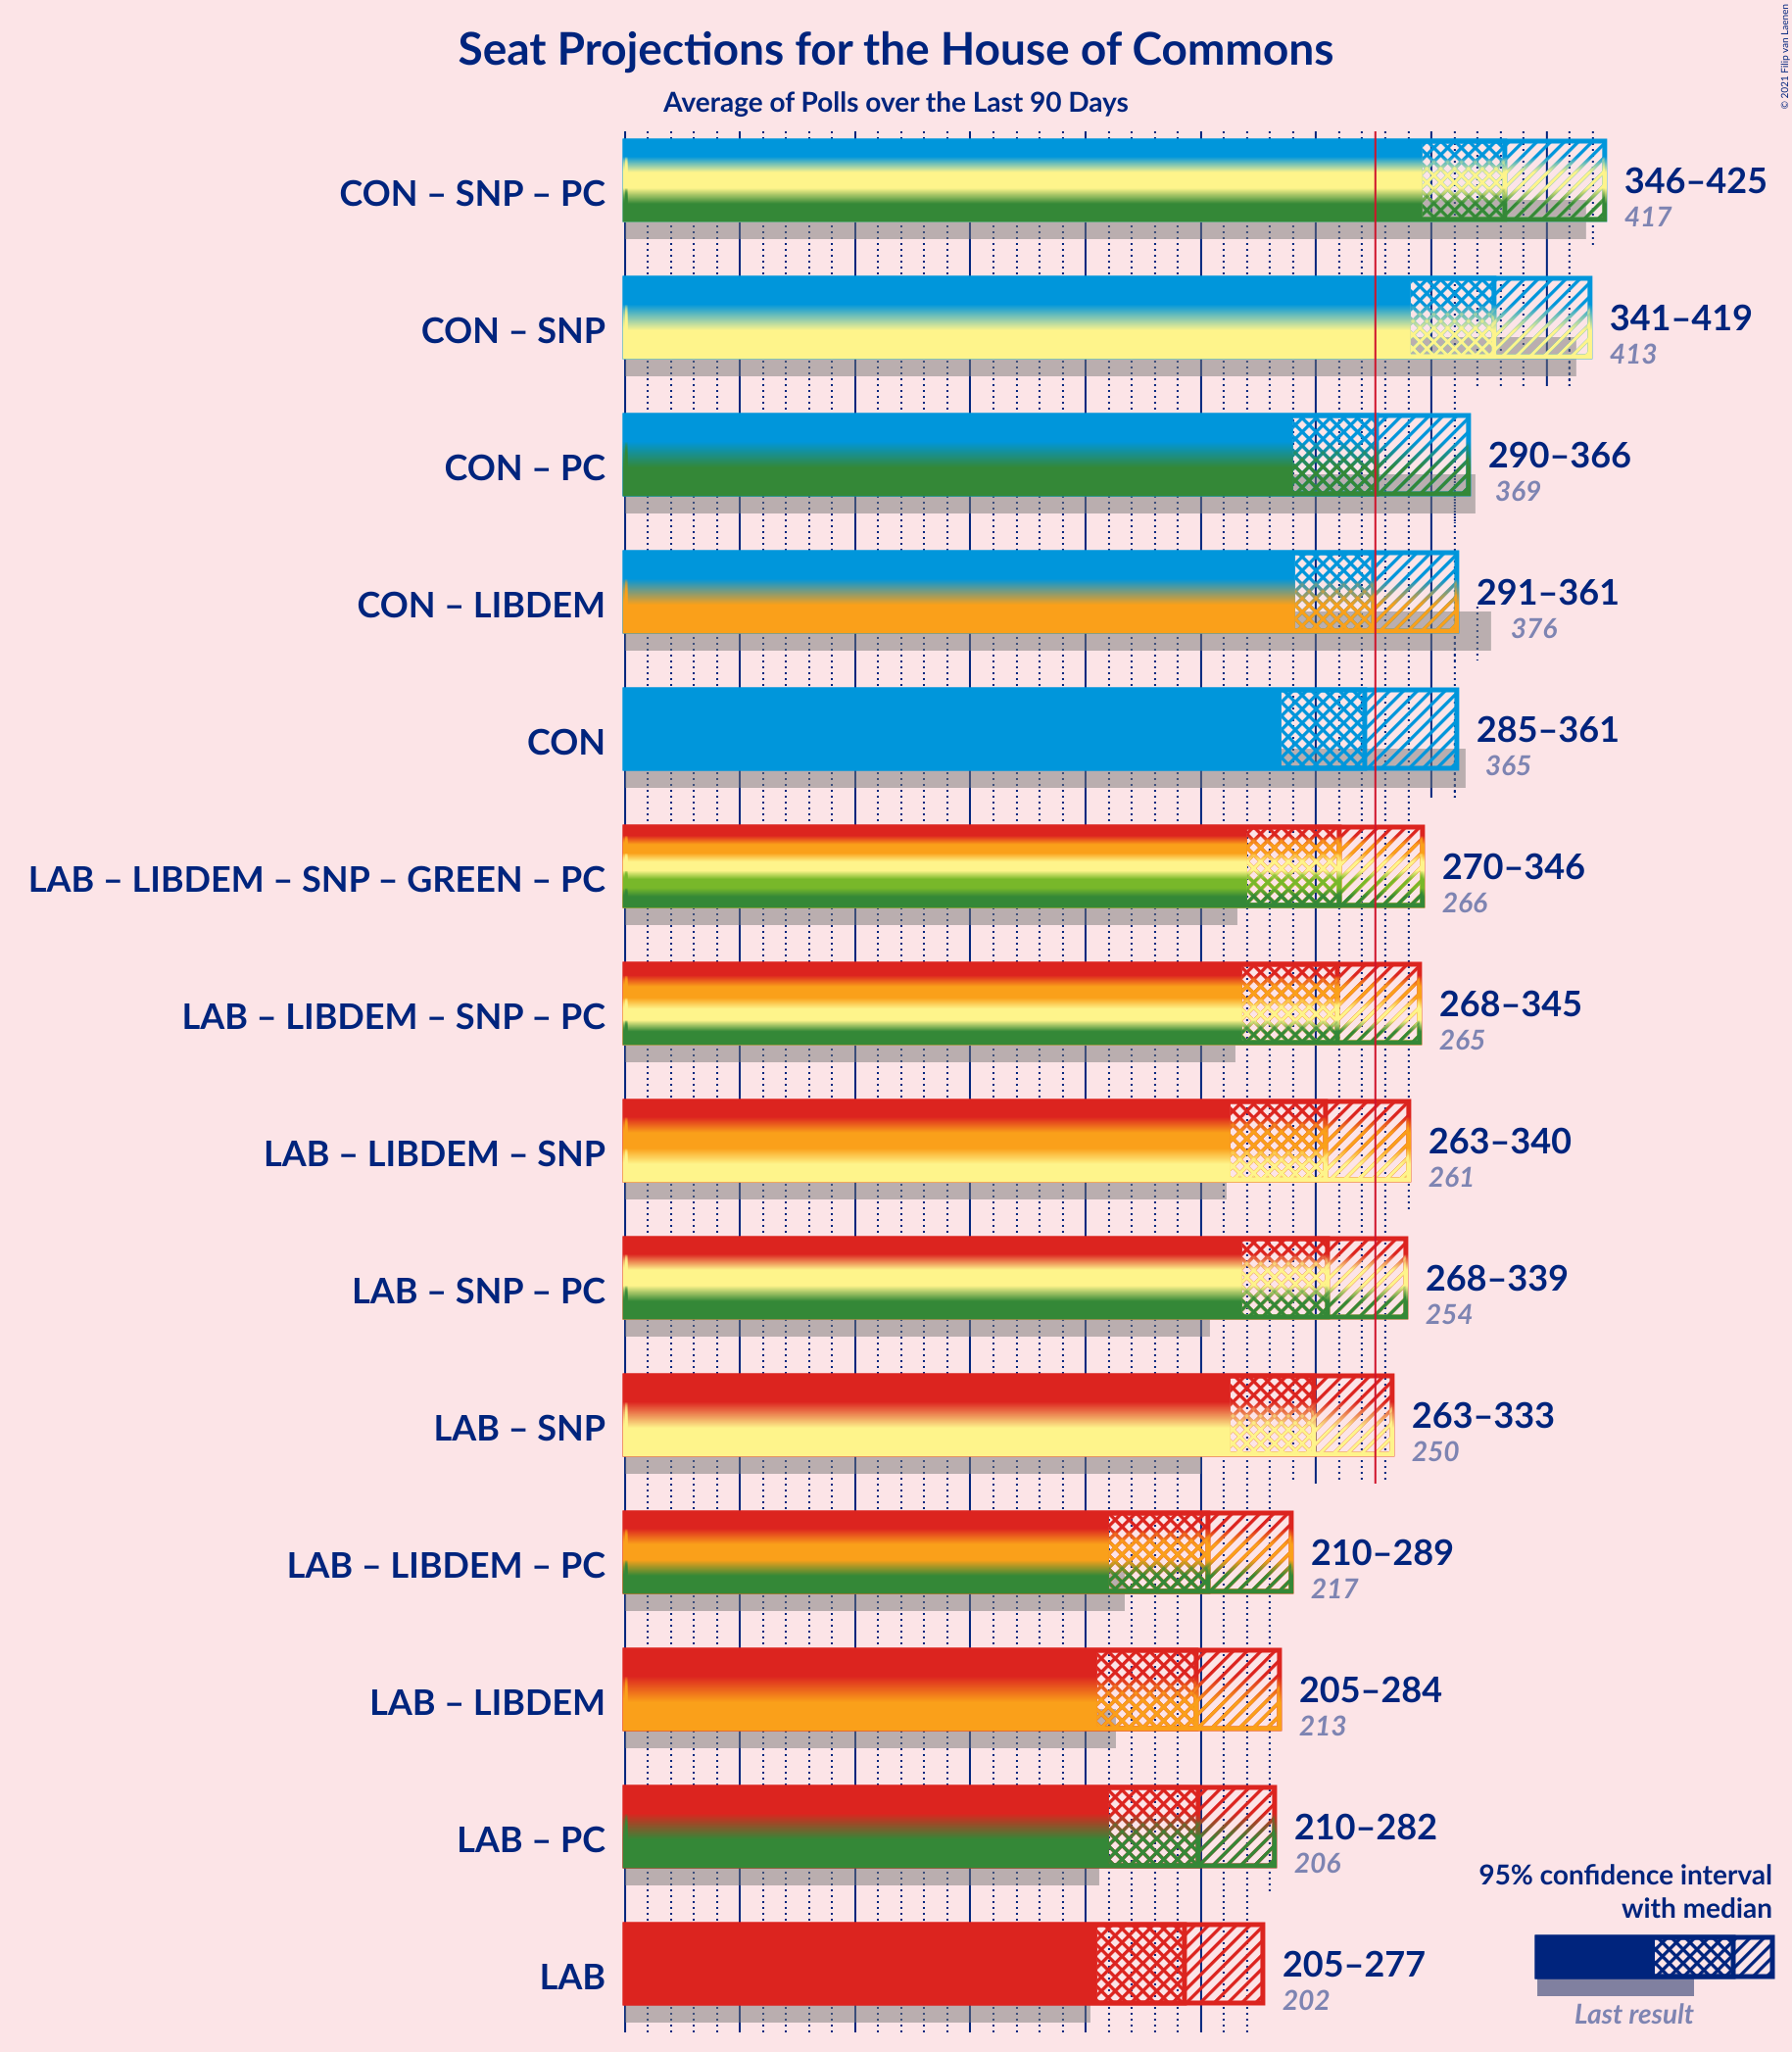 Seat Projections for the House of Commons
Average of Polls over the Last 90 Days
© 2021 Filip van Laenen
CON – SNP – PC
346–425
417
CON – SNP
341–419
413
CON – PC
290–366
369
CON – LIBDEM
291–361
376
CON
285–361
365
LAB – LIBDEM – SNP – GREEN – PC
270–346
266
LAB – LIBDEM – SNP – PC
268–345
265
LAB – LIBDEM – SNP
263–340
261
LAB – SNP – PC
268–339
254
LAB – SNP
263–333
250
LAB – LIBDEM – PC
210–289
217
LAB – LIBDEM
205–284
213
LAB – PC
210–282
206
LAB
205–277
202
95% confidence interval
with median
Last result